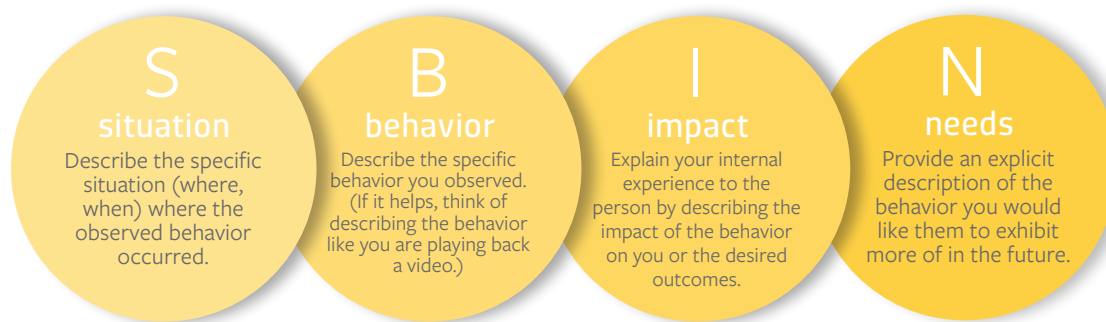 S
situation
Describe the specific
situation (where,
when) where the
observed behavior
occurred.
B
behavior
Describe the specific
behavior you observed.
(If it helps, think of
describing the behavior
like you are playing back
a video.)
I
impact
Explain your internal
experience to the
person by describing the
impact of the behavior
on you or the desired
outcomes.
N
needs
Provide an explicit
description of the
behavior you would
like them to exhibit
more of in the future.